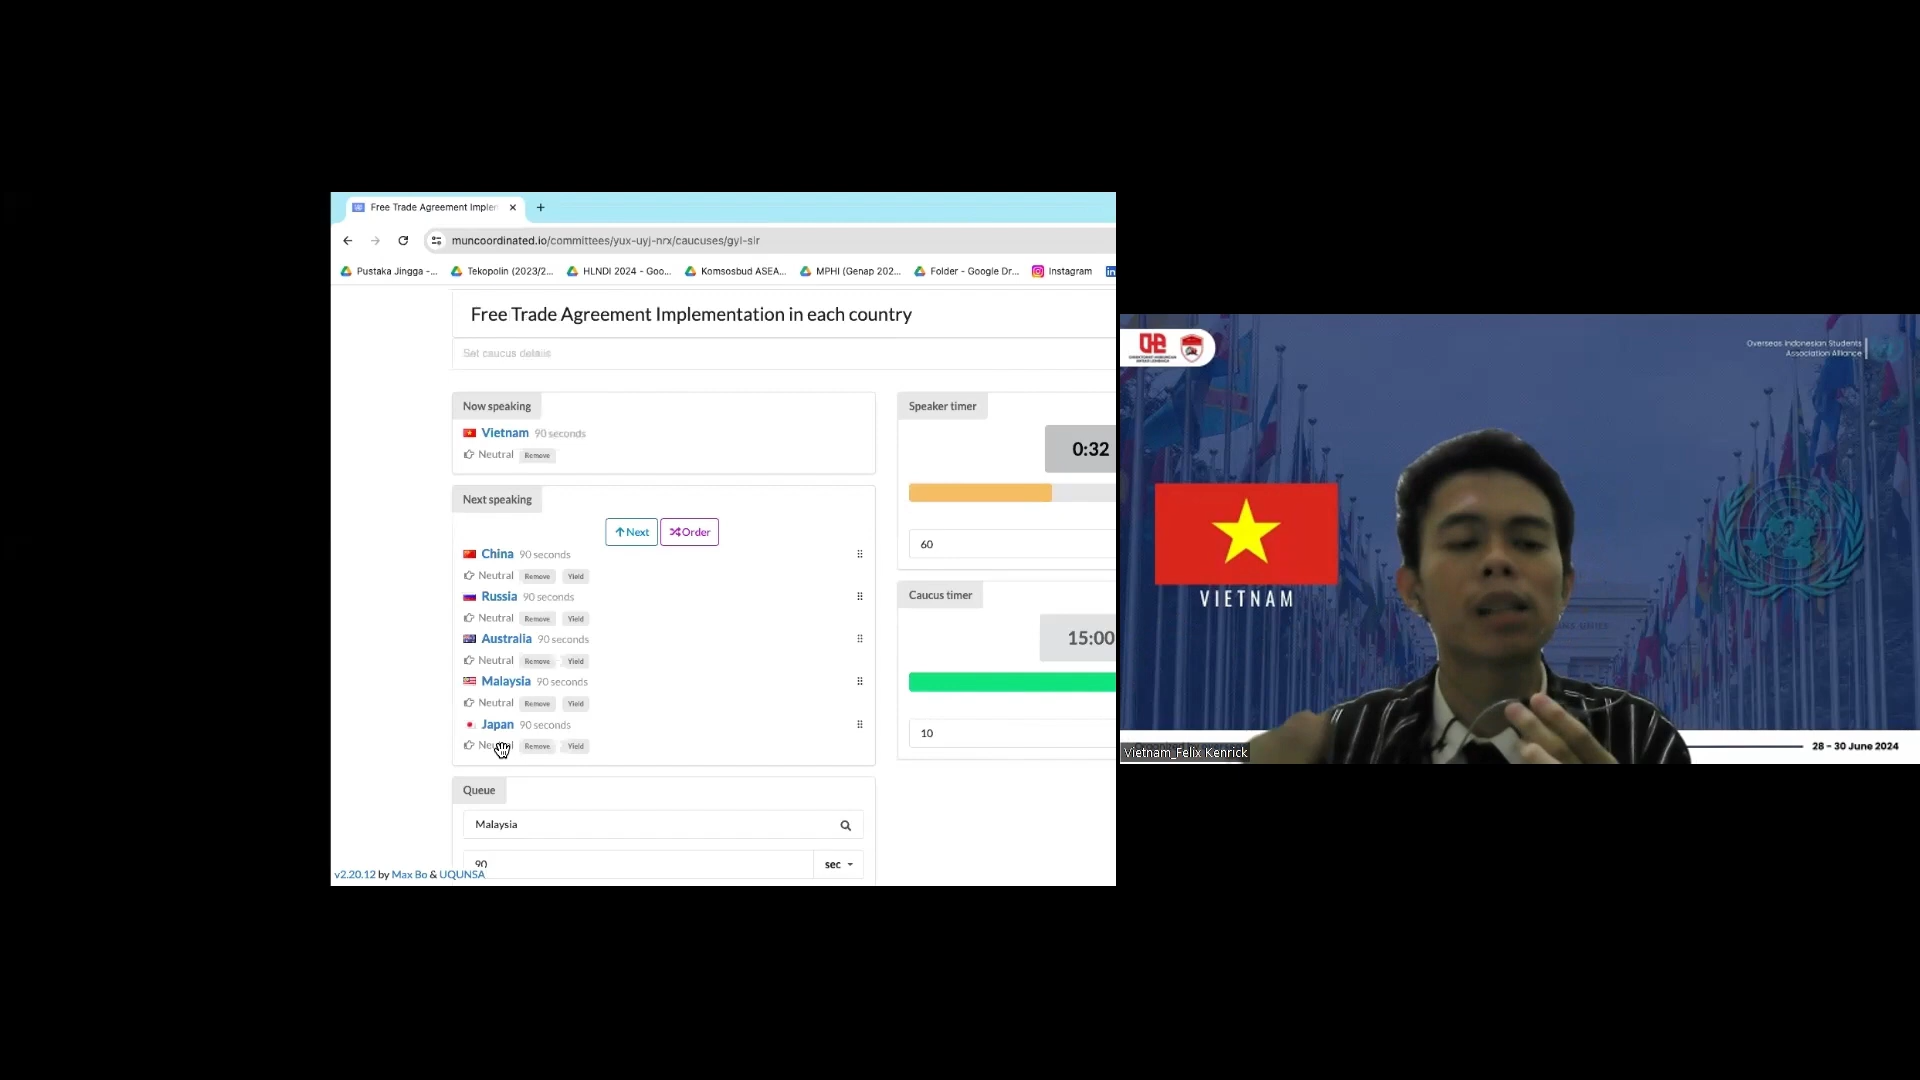 Free Trade Agreement Implen
muncoordinated.io/committees/yux-uyj-nrx/caucuses/gyl-slr
Pustaka Jingga -...
Tekopolin (2023/2...
HLNDI 2024 - Goo...
Komsosbud ASEA...
MPHI (Genap 202...
Folder - Google Dr...
Instagram
in
Free Trade Agreement Implementation in each country
Set caucus details
Now speaking
Vietnam 90 seconds
Neutral Remove
Next speaking
Next Order
China 90 seconds
Neutral Remove Yield
Russia 90 seconds
Neutral Remove Yield
Australia 90 seconds
Neutral Remove Yield
Malaysia 90 seconds
Neutral Remove Yield
Japan 90 seconds
Neutral Remove Yield
Queue
Malaysia
90 sec
v2.20.12 by Max Bo & UQUNSA
Speaker timer
0:32
60
Caucus timer
15:00
10
Overseas Indonesian Students
Association Alliance
VIETNAM
Vietnam_Felix Kenrick
28 - 30 June 2024